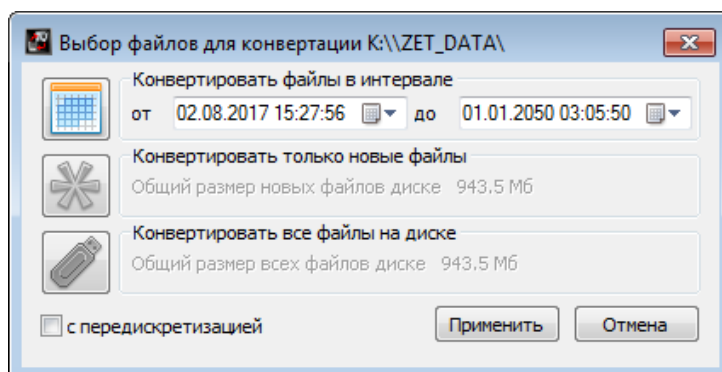 Выбор файлов для конвертации K:\\ZET_DATA\
Конвертировать файлы в интервале
от 02.08.2017 15:27:56 до 01.01.2050 03:05:50
Конвертировать только новые файлы
Общий размер новых файлов диске 943,5 Мб
Конвертировать все файлы на диске
Общий размер всех файлов диске 943,5 Мб
с передискретизацией Применить Отмена